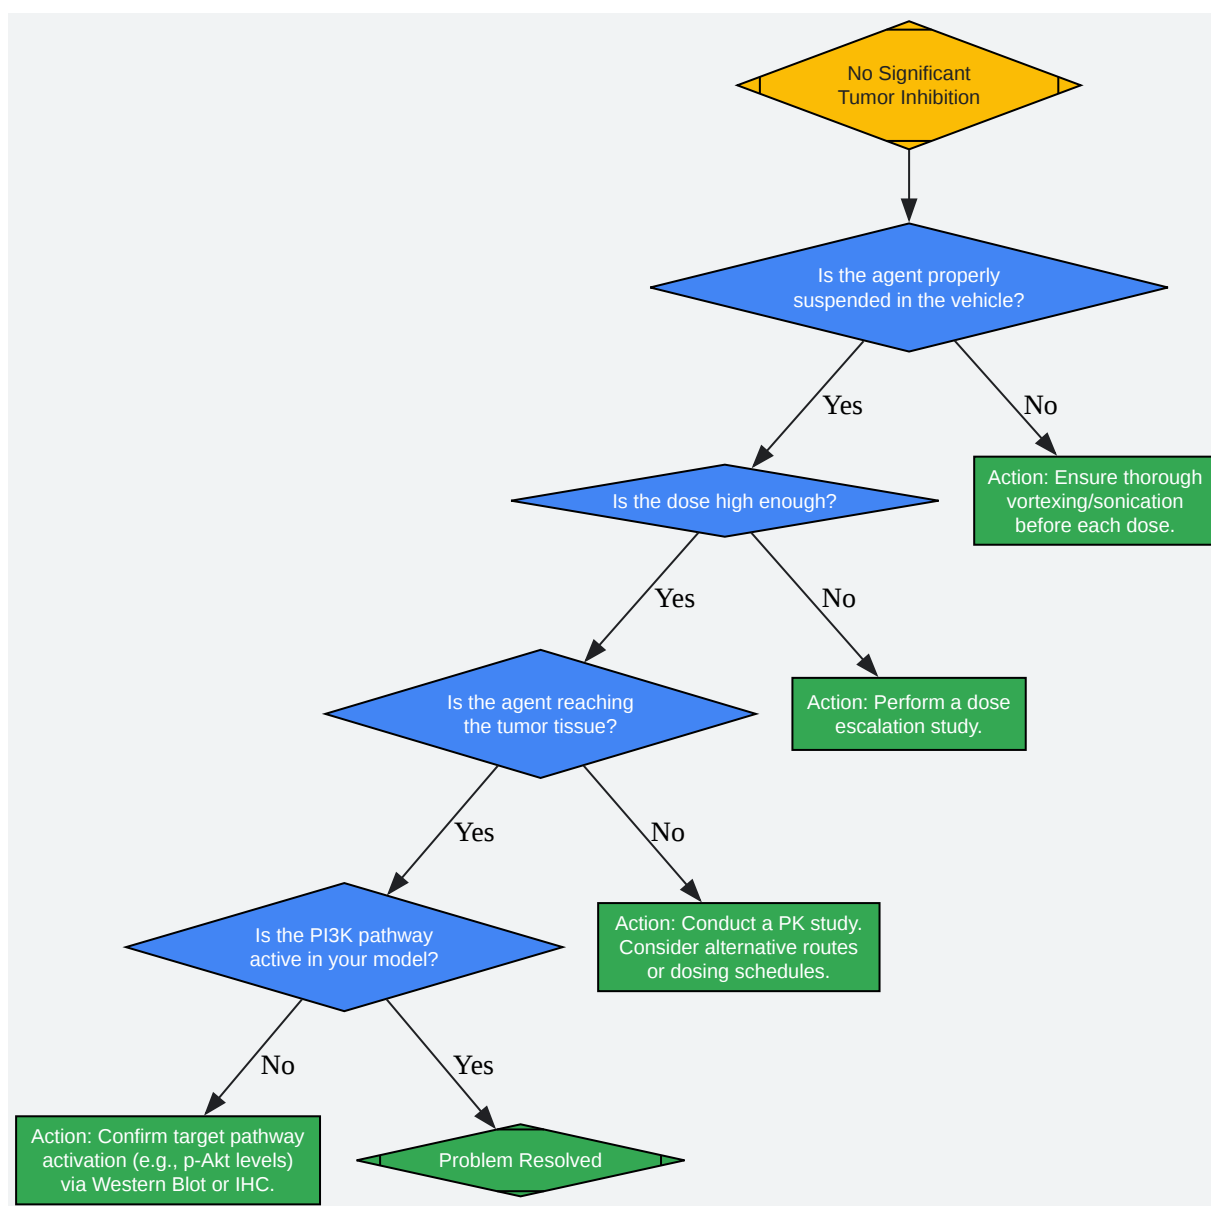 No Significant
Tumor Inhibition
Is the agent properly
suspended in the vehicle?
Yes
No
Action: Ensure thorough
vortexing/sonication
before each dose.
Is the dose high enough?
Yes
No
Action: Perform a dose
escalation study.
Is the agent reaching
the tumor tissue?
Yes
No
Action: Conduct a PK study.
Consider alternative routes
or dosing schedules.
Is the PI3K pathway
active in your model?
No
Yes
Action: Confirm target pathway
activation (e.g., p-Akt levels)
via Western Blot or IHC.
Problem Resolved